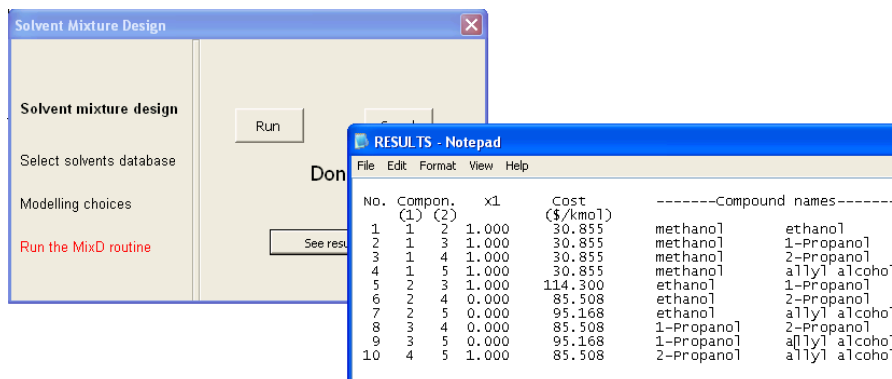 Solvent Mixture Design
Solvent mixture design
Select solvents database
Modelling choices
Run the MixD routine
Run
Don
See resu
RESULTS - Notepad
File Edit Format View Help
No. Compon. x1 Cost -------Compound names------
(1) (2) ($/kmol)
1 1 2 1.000 30.855 methanol ethanol
2 1 3 1.000 30.855 methanol 1-Propanol
3 1 4 1.000 30.855 methanol 2-Propanol
4 1 5 1.000 30.855 methanol allyl alcohol
5 2 3 1.000 114.300 ethanol 1-Propanol
6 2 4 0.000 85.508 ethanol 2-Propanol
7 2 5 0.000 95.168 ethanol allyl alcohol
8 3 4 0.000 85.508 1-Propanol 2-Propanol
9 3 5 0.000 95.168 1-Propanol allyl alcohol
10 4 5 1.000 85.508 2-Propanol allyl alcohol